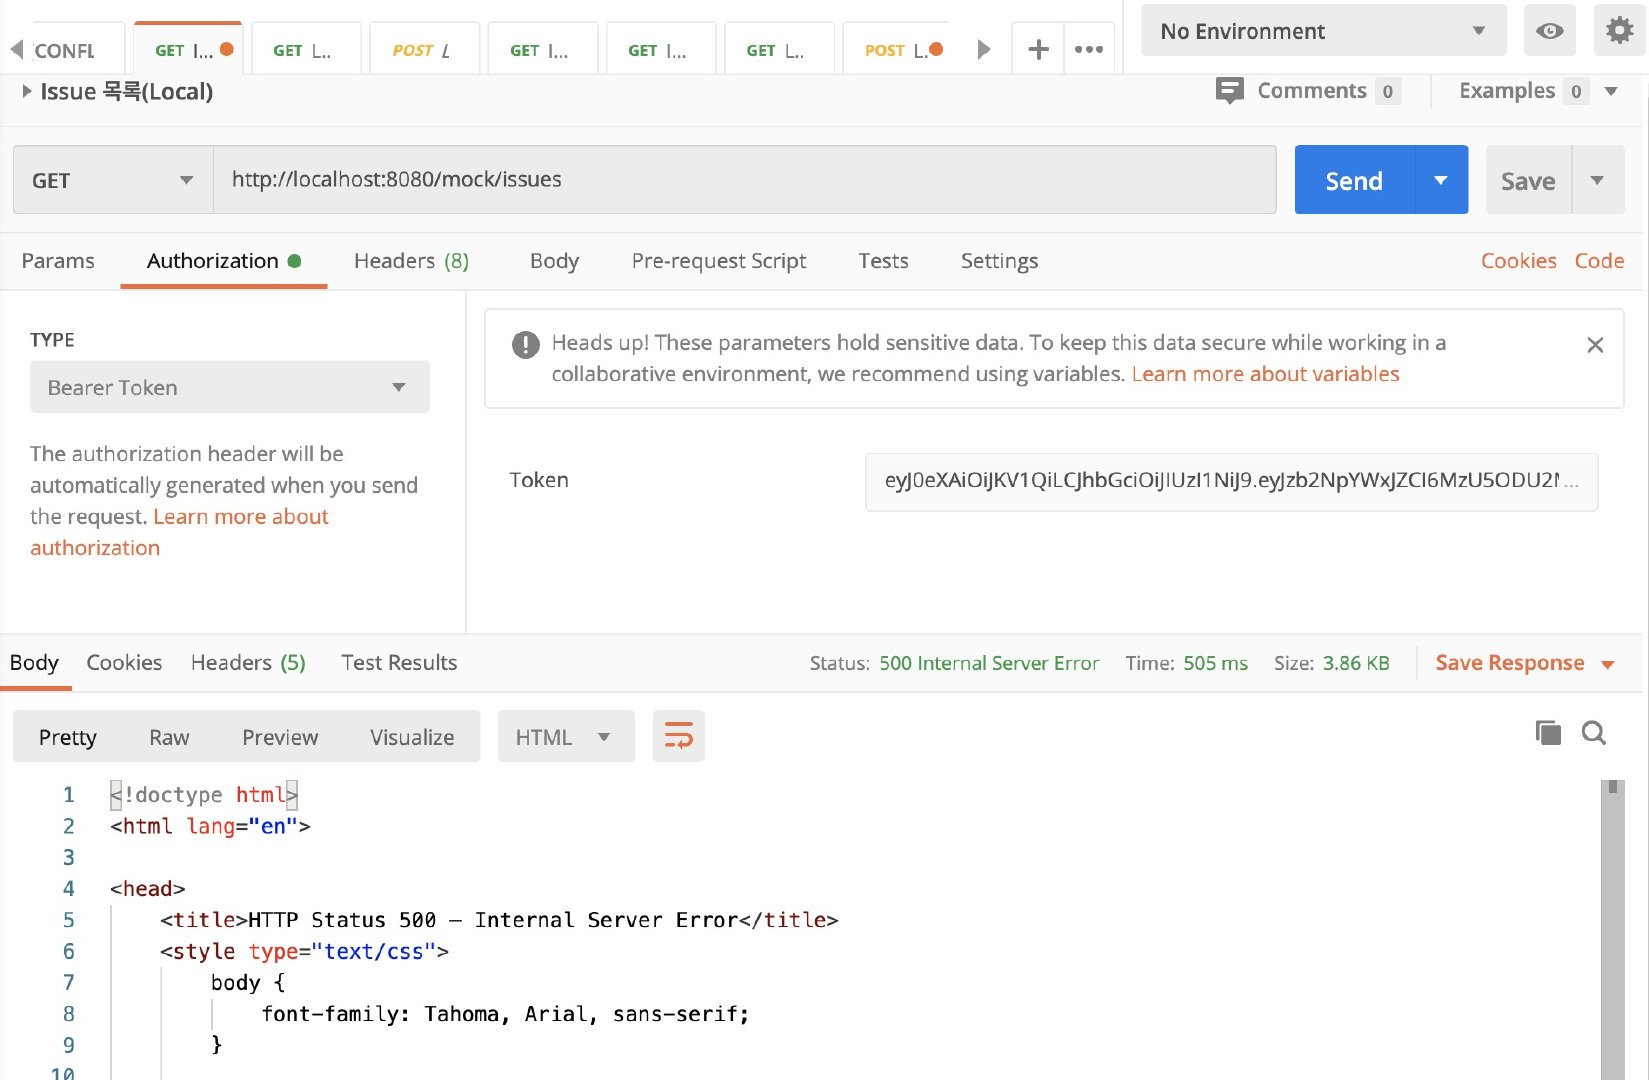 CONFL GET I... GET L.. POST L GET I... GET I... GET L.. POST L. No Environment
Issue 목록(Local) Comments 0 Examples 0
GET http://localhost:8080/mock/issues Send Save
Params Authorization Headers (8) Body Pre-request Script Tests Settings Cookies Code
TYPE
Bearer Token
The authorization header will be
automatically generated when you send
the request. Learn more about
authorization
Heads up! These parameters hold sensitive data. To keep this data secure while working in a
collaborative environment, we recommend using variables. Learn more about variables
Token eyJ0eXAiOiJKV1QiLCJhbGciOiJIUzI1NiJ9.eyJzb2NpYWxJZCI6MzU5ODU2N...
Body Cookies Headers (5) Test Results Status: 500 Internal Server Error Time: 505 ms Size: 3.86 KB Save Response
Pretty Raw Preview Visualize HTML
1 <!doctype html>
2 <html lang="en">
3
4 <head>
5 <title>HTTP Status 500 – Internal Server Error</title>
6 <style type="text/css">
7 body {
8 font-family: Tahoma, Arial, sans-serif;
9 }
10